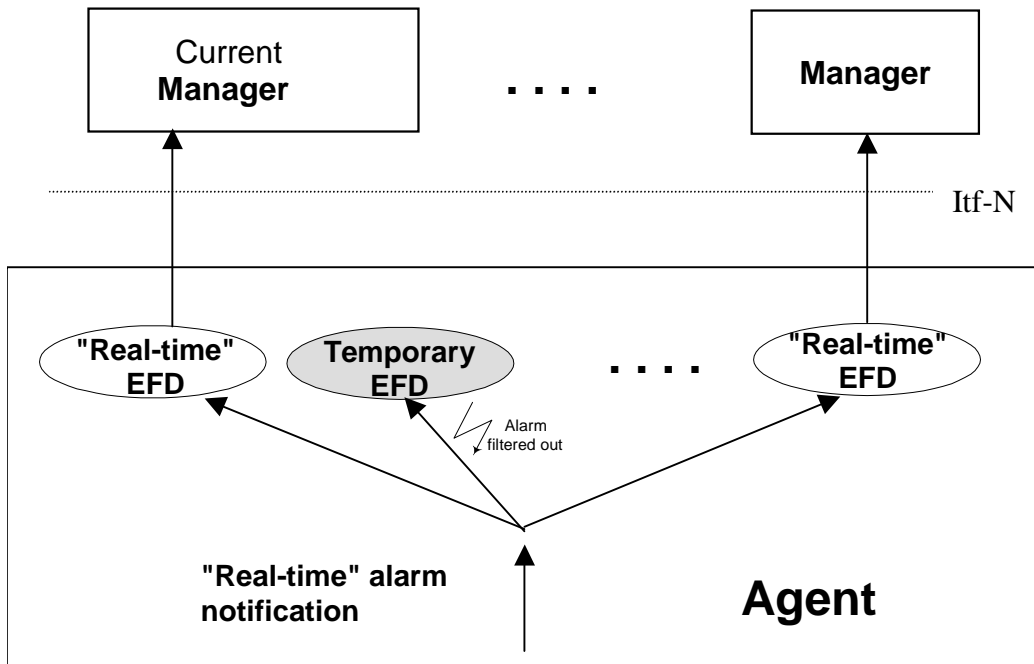 Current
Manager
. . . .
Manager
Itf-N
"Real-time"
EFD
Temporary
EFD
. . . .
"Real-time"
EFD
Alarm
filtered out
"Real-time" alarm
notification
Agent